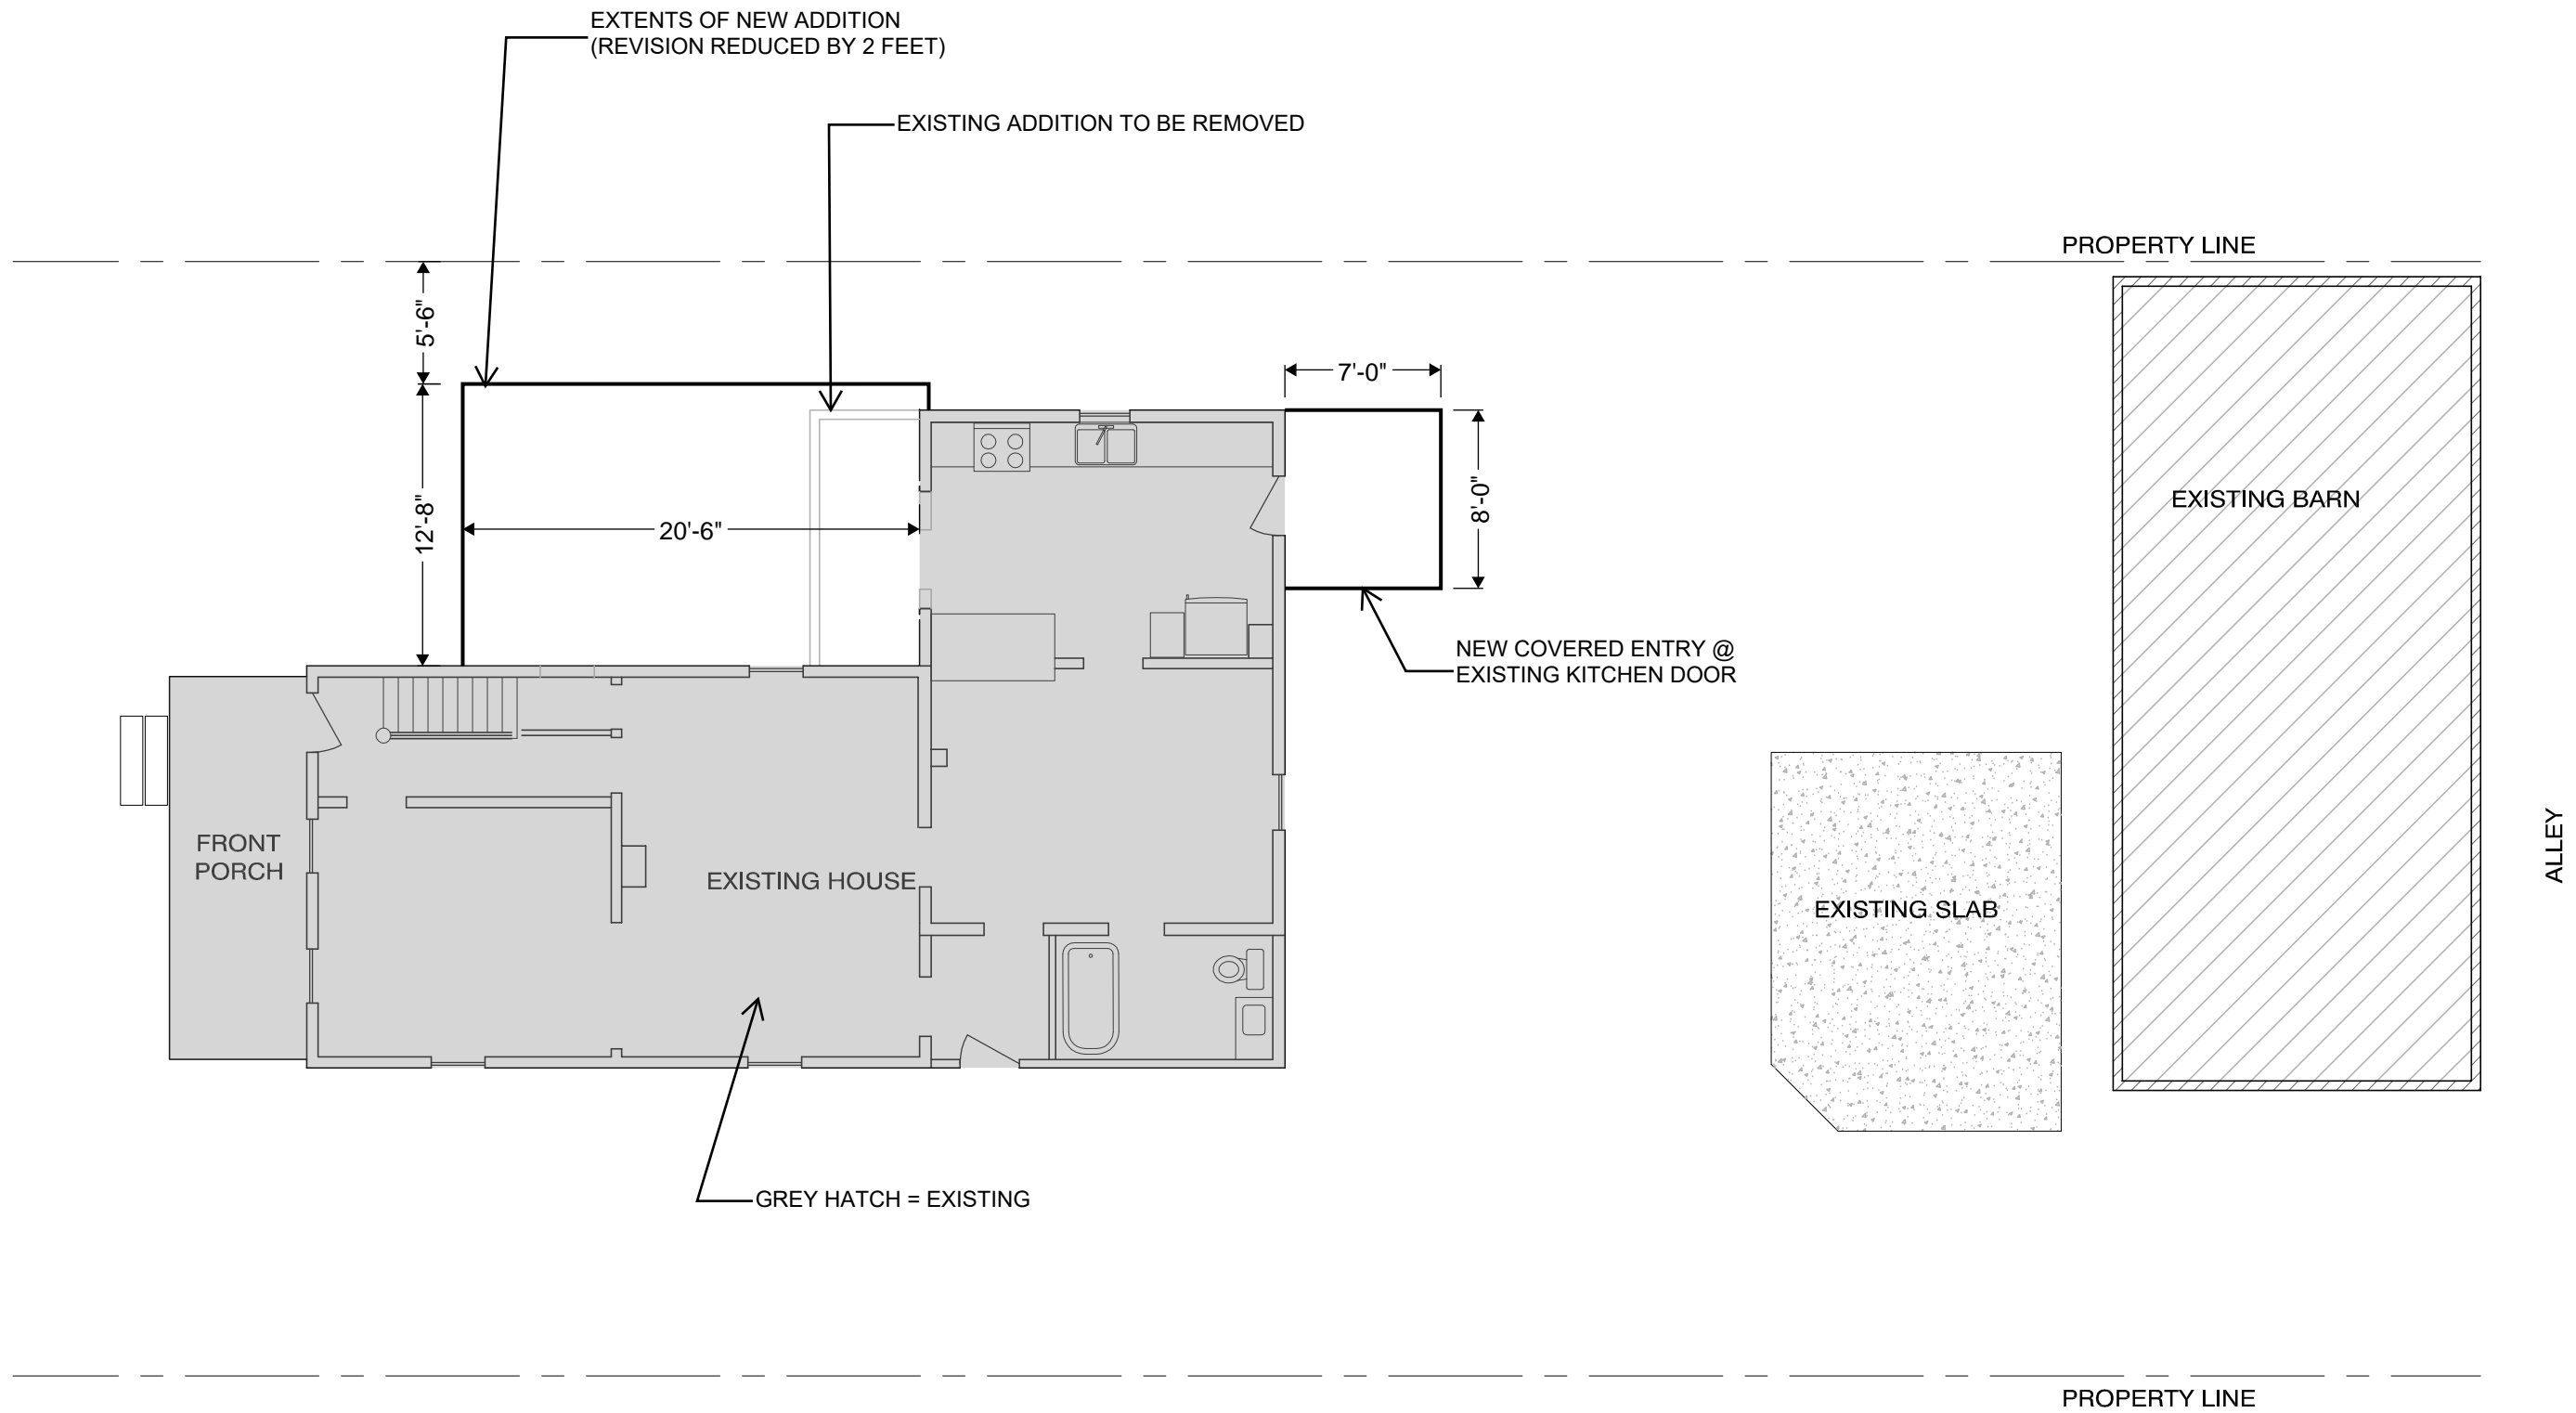 EXTENTS OF NEW ADDITION
(REVISION REDUCED BY 2 FEET)
EXISTING ADDITION TO BE REMOVED
PROPERTY LINE
5'-6"
7'-0"
12'-8"
20'-6"
8'-0"
EXISTING BARN
NEW COVERED ENTRY @
EXISTING KITCHEN DOOR
FRONT
PORCH
EXISTING HOUSE
EXISTING SLAB
ALLEY
GREY HATCH = EXISTING
PROPERTY LINE